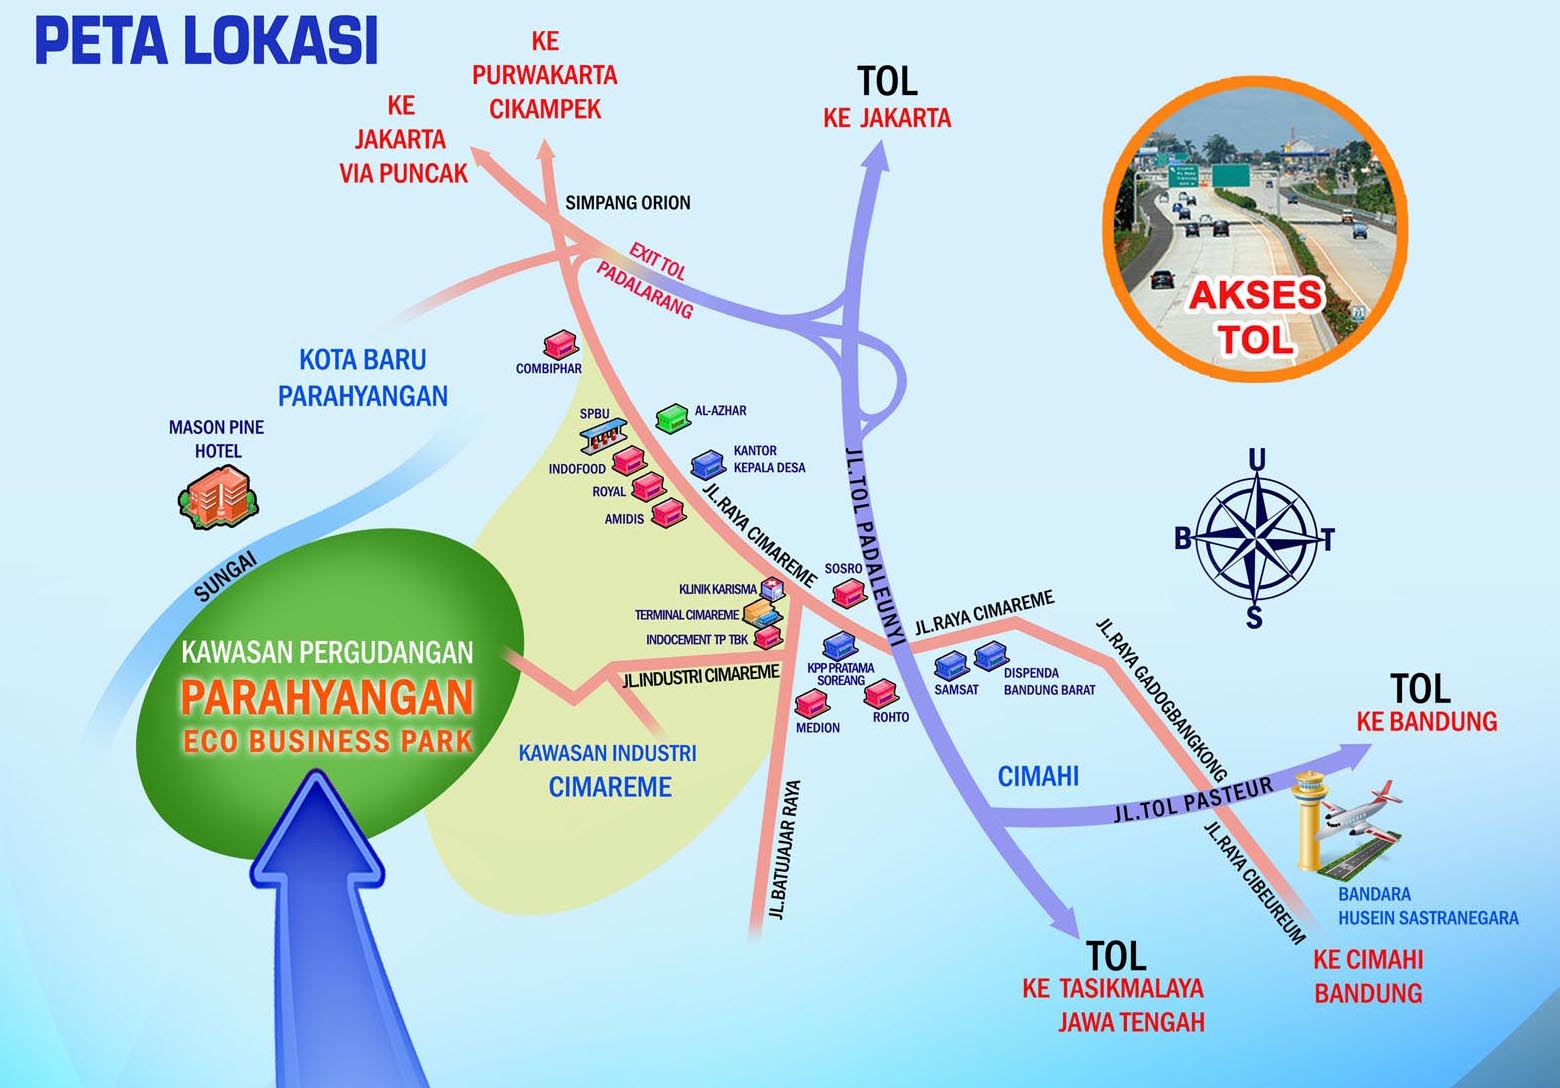 PETA LOKASI
KE
JAKARTA
VIA PUNCAK
KE
PURWAKARTA
CIKAMPEK
TOL
KE JAKARTA
SIMPANG ORION
EXIT TOL
PADALARANG
AKSES
TOL
KOTA BARU
PARAHYANGAN
MASON PINE
HOTEL
COMBIPHAR
SPBU
AL-AZHAR
INDOFOOD
KANTOR
KEPALA DESA
ROYAL
AMIDIS
JL.RAYA CIMAREME
JL.TOL PADALEUNYI
U
B
T
S
SUNGAI
KLINIK KARISMA
TERMINAL CIMAREME
INDOCEMENT TP TBK
SOSRO
JL.RAYA CIMAREME
JL.RAYA GADOGBANGKONG
KAWASAN PERGUDANGAN
PARAHYANGAN
ECO BUSINESS PARK
JL.INDUSTRI CIMAREME
KPP PRATAMA
SOREANG
SAMSAT
DISPENDA
BANDUNG BARAT
MEDION
ROHTO
KAWASAN INDUSTRI
CIMAREME
JL.BATUJAJAR RAYA
CIMAHI
JL.TOL PASTEUR
TOL
KE BANDUNG
JL.RAYA CIBEUREUM
BANDARA
HUSEIN SASTRANEGARA
TOL
KE TASIKMALAYA
JAWA TENGAH
KE CIMAHI
BANDUNG